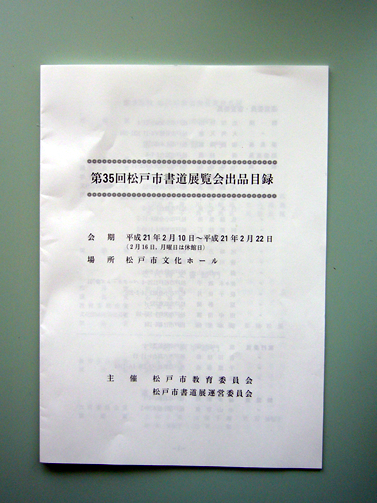 第35回松戸市書道展覧会出品目録
会　期　平成21年2月10日～平成21年2月22日
(2月16日,月曜日は休館日)
場　所　松戸市文化ホール
主　催　松戸市教育委員会
松戸市書道展運営委員会